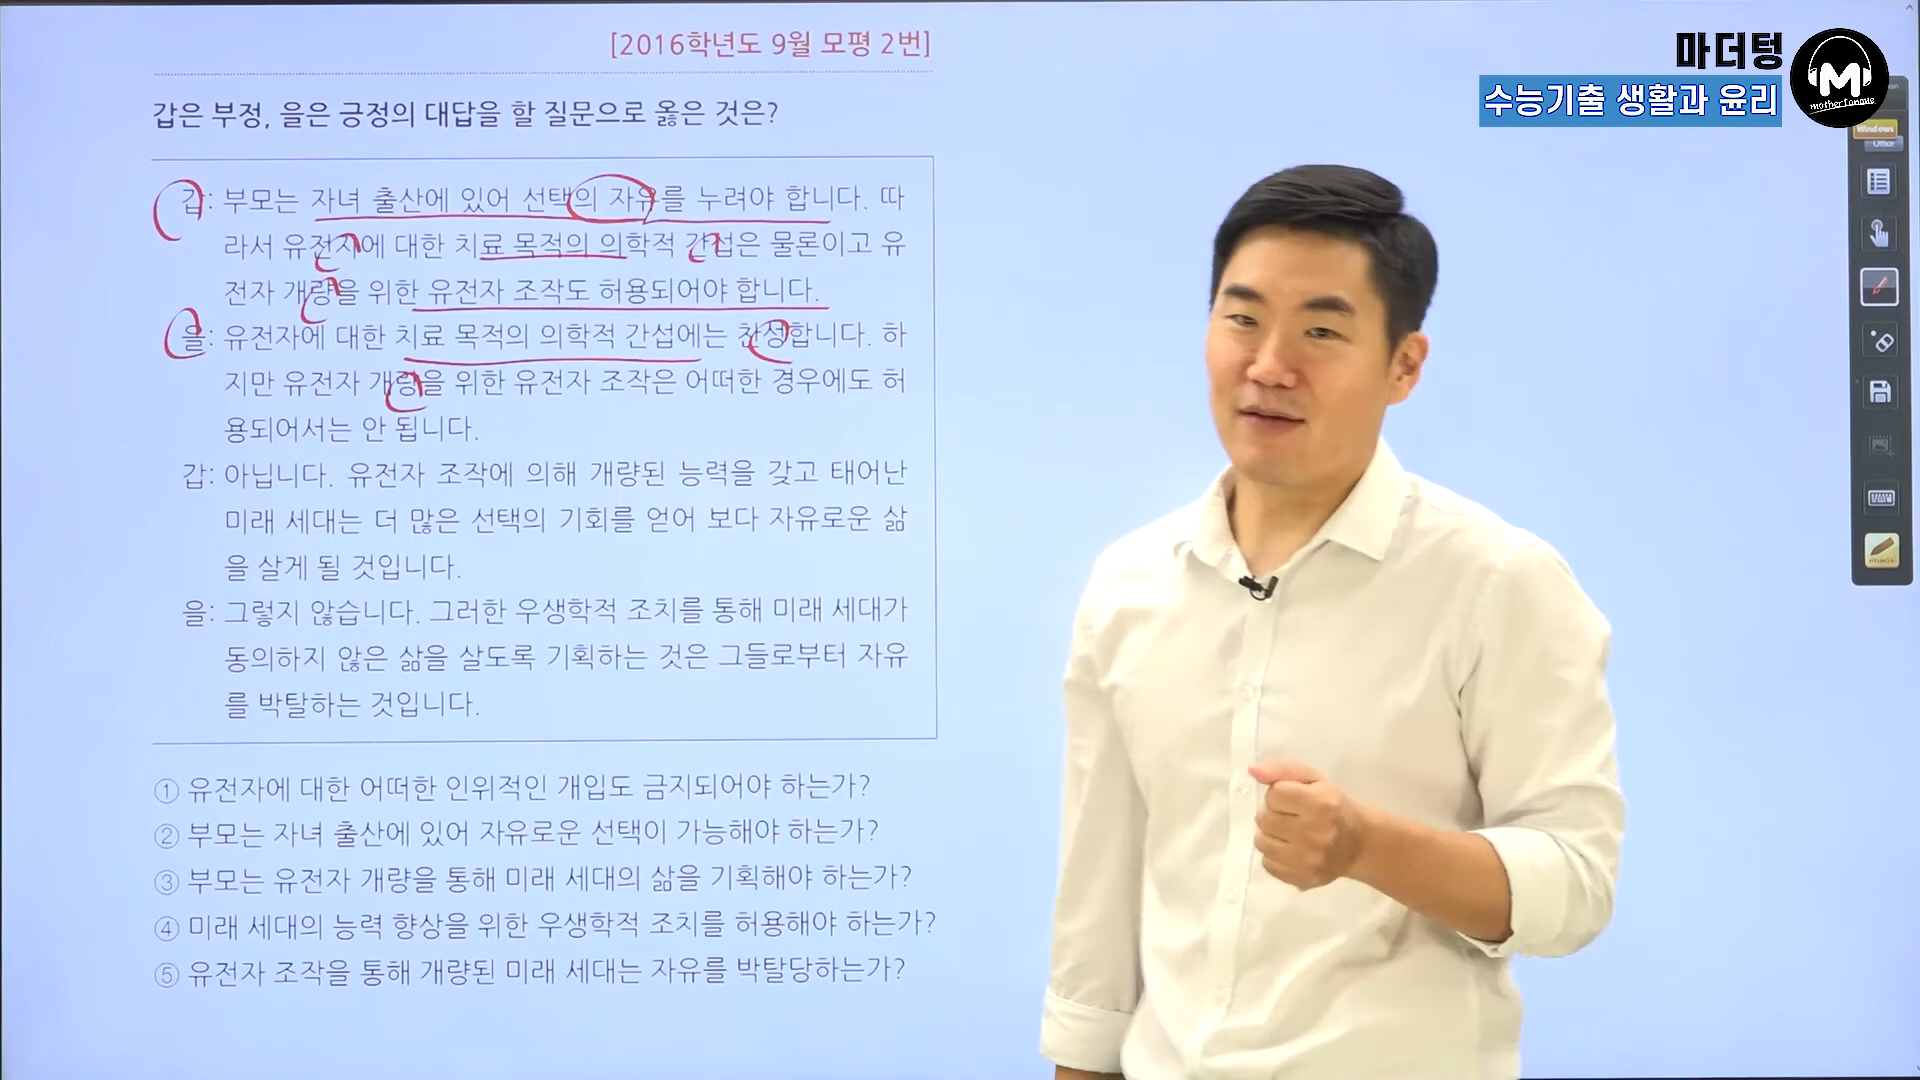 [2016학년도 9월 모평 2번]
마더텅
수능기출 생활과 윤리
mothertongue
Windows
Office
갑은 부정, 을은 긍정의 대답을 할 질문으로 옳은 것은?
갑: 부모는 자녀 출산에 있어 선택의 자유를 누려야 합니다. 따
라서 유전자에 대한 치료 목적의 의학적 간섭은 물론이고 유
전자 개량을 위한 유전자 조작도 허용되어야 합니다.
을: 유전자에 대한 치료 목적의 의학적 간섭에는 찬성합니다. 하
지만 유전자 개량을 위한 유전자 조작은 어떠한 경우에도 허
용되어서는 안 됩니다.
갑: 아닙니다. 유전자 조작에 의해 개량된 능력을 갖고 태어난
미래 세대는 더 많은 선택의 기회를 얻어 보다 자유로운 삶
을 살게 될 것입니다.
을: 그렇지 않습니다. 그러한 우생학적 조치를 통해 미래 세대가
동의하지 않은 삶을 살도록 기획하는 것은 그들로부터 자유
를 박탈하는 것입니다.
① 유전자에 대한 어떠한 인위적인 개입도 금지되어야 하는가?
② 부모는 자녀 출산에 있어 자유로운 선택이 가능해야 하는가?
③ 부모는 유전자 개량을 통해 미래 세대의 삶을 기획해야 하는가?
④ 미래 세대의 능력 향상을 위한 우생학적 조치를 허용해야 하는가?
⑤ 유전자 조작을 통해 개량된 미래 세대는 자유를 박탈당하는가?